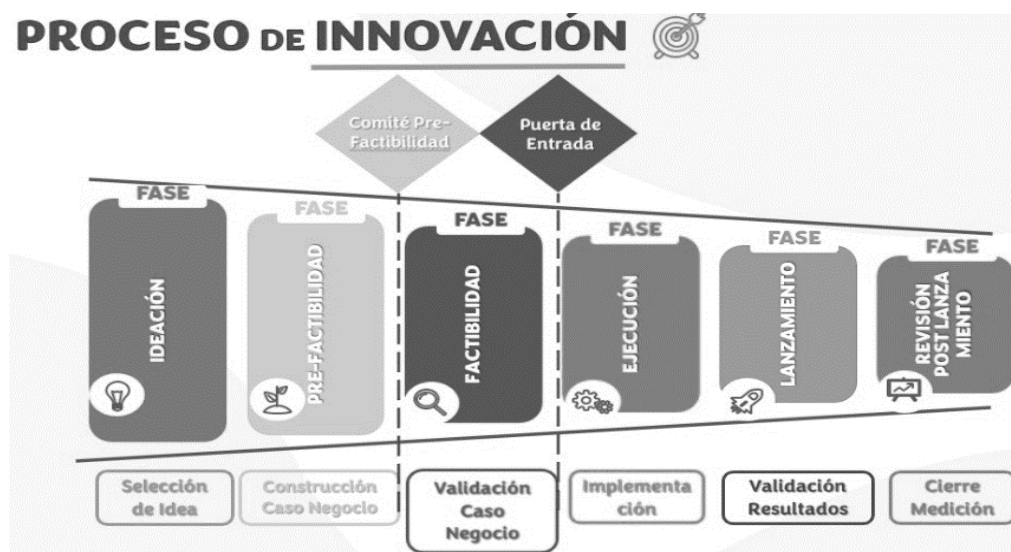 PROCESO DE INNOVACIÓN
Comité Pre-
Factibilidad
Puerta de
Entrada
FASE
IDEACIÓN
FASE
PRE-FACTIBILIDAD
FASE
FACTIBILIDAD
FASE
EJECUCIÓN
FASE
LANZAMIENTO
FASE
REVISIÓN
POST LANZA
MIENTO
Selección
de Idea
Construcción
Caso Negocio
Validación
Caso
Negocio
Implementa
ción
Validación
Resultados
Cierre
Medición